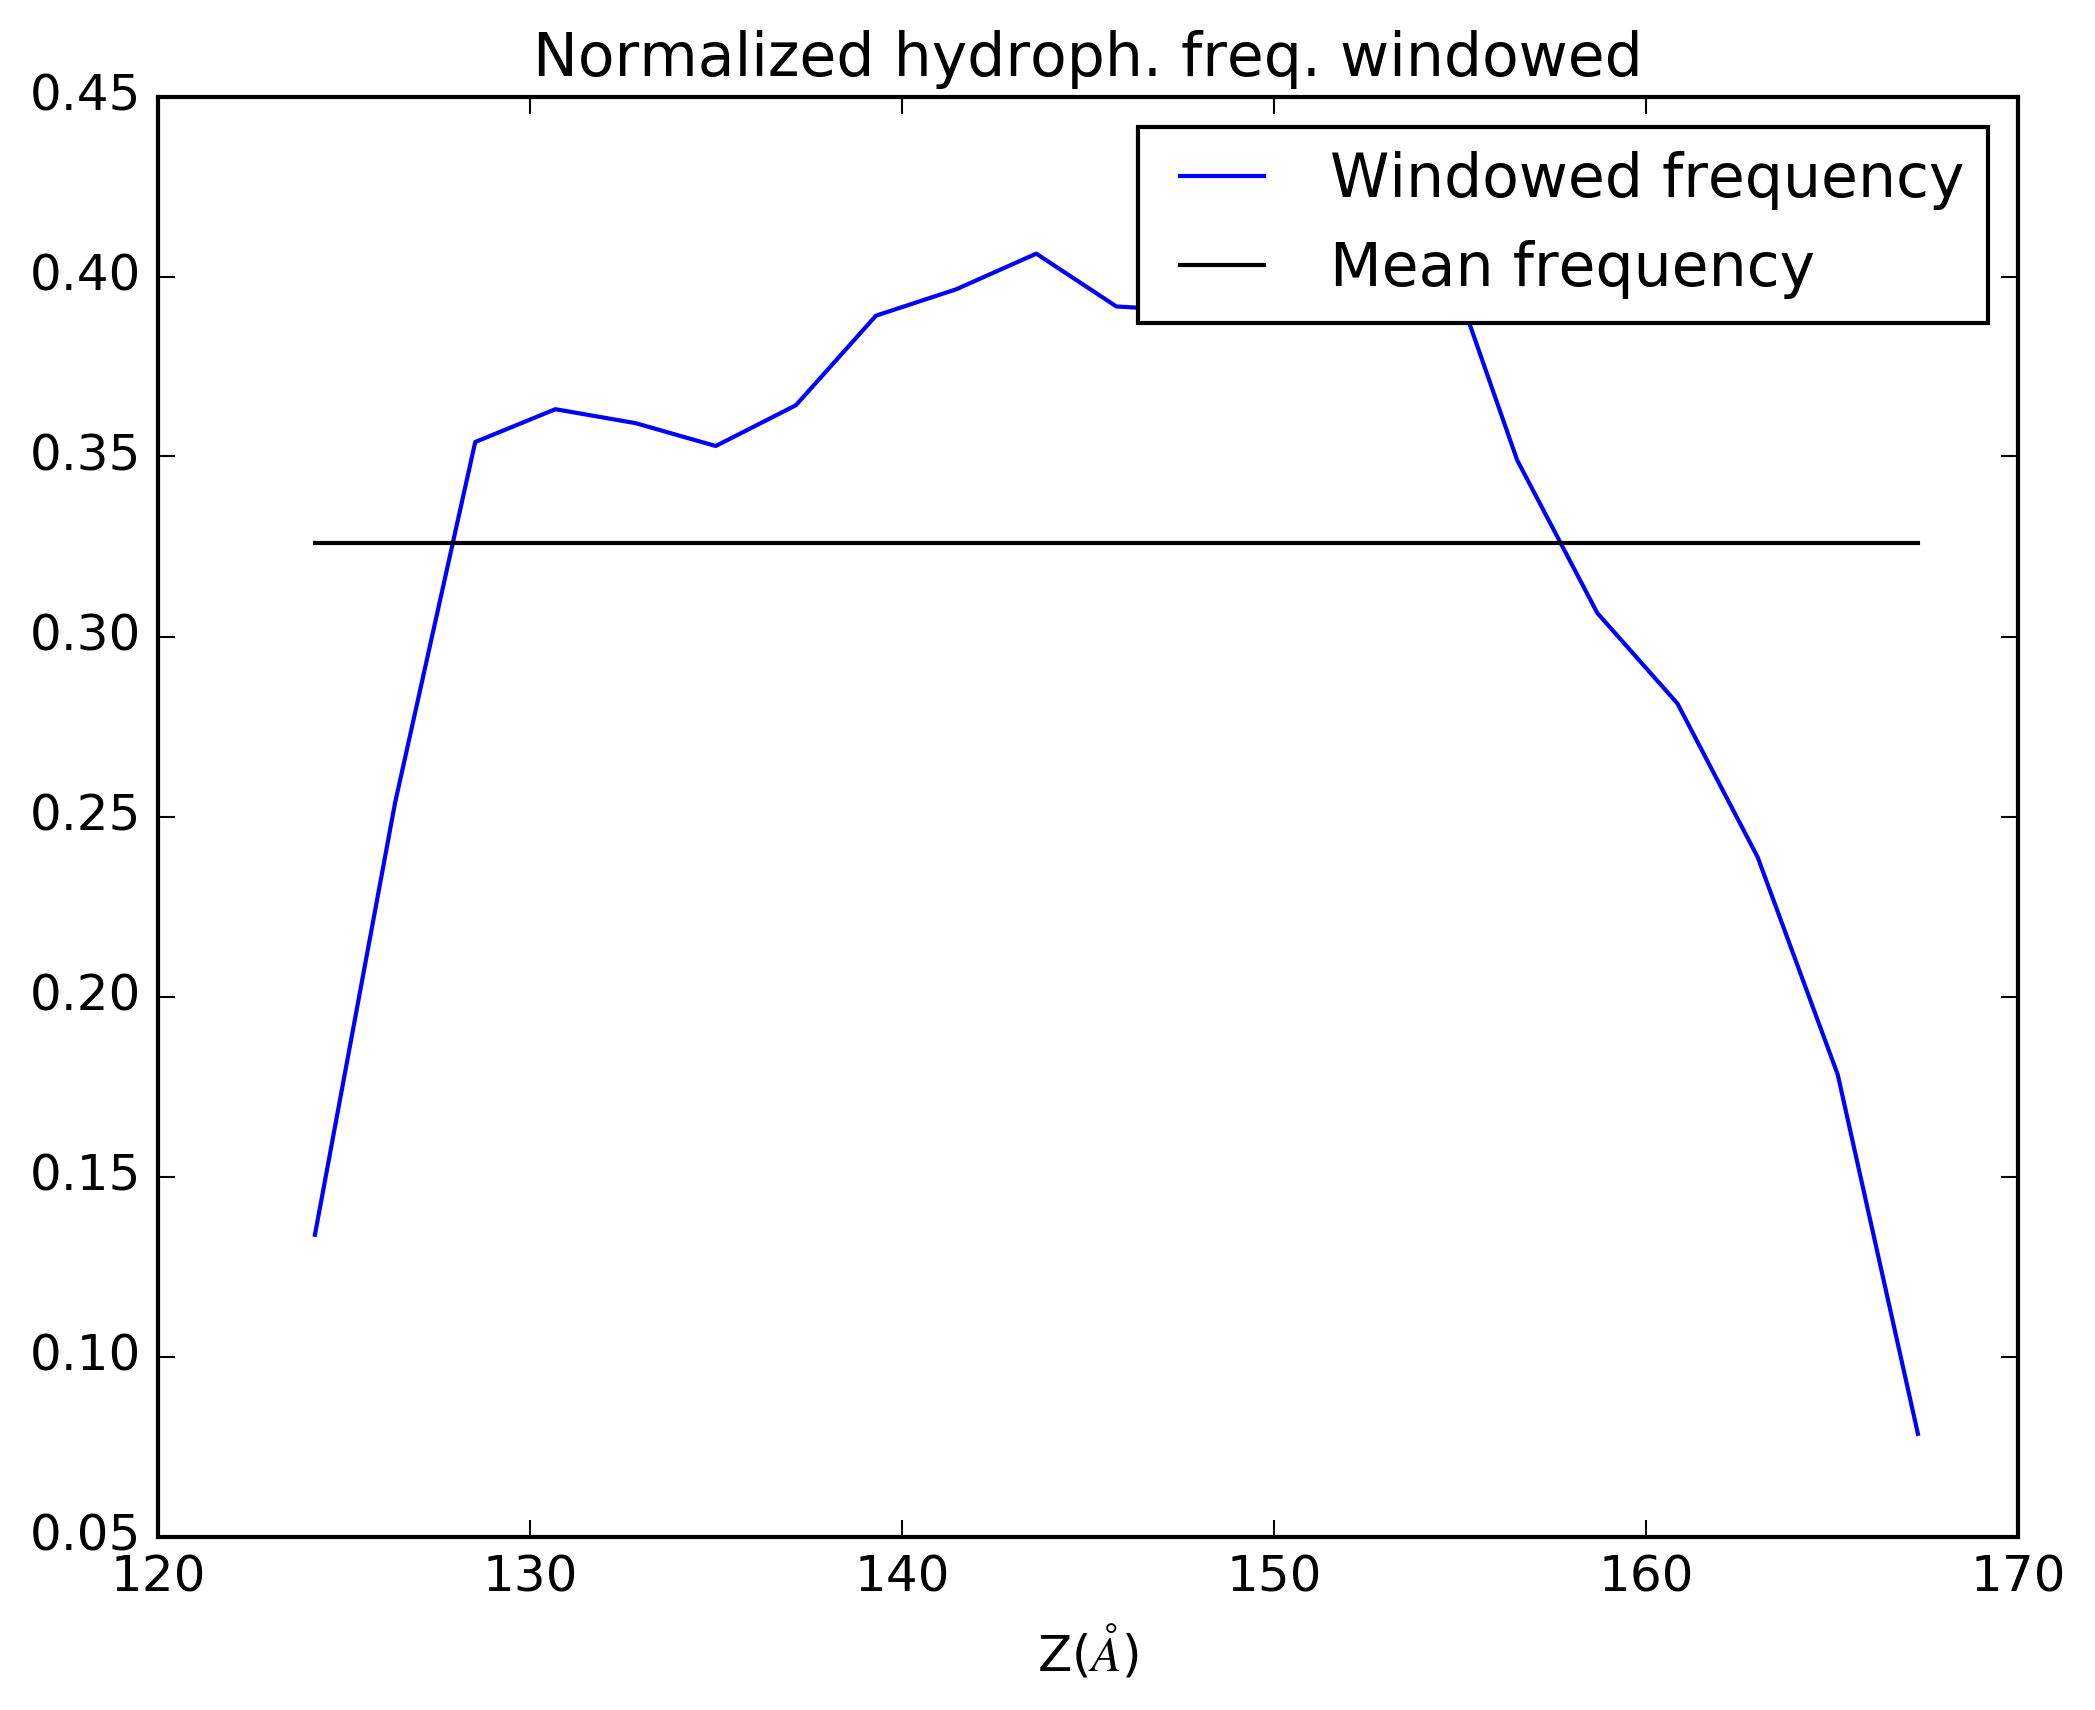 Normalized hydroph. freq. windowed
Windowed frequency
Mean frequency
0.45
0.40
0.35
0.30
0.25
0.20
0.15
0.10
0.05
120 130 140 150 160 170
Z(Å)